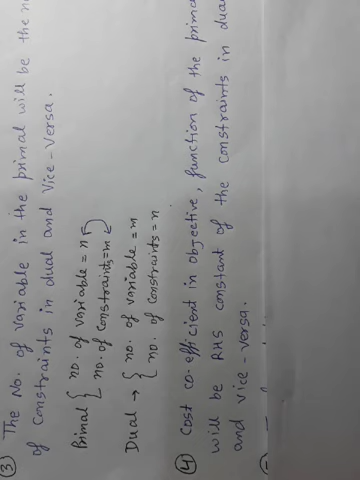 ③ The No. of variable in the primal will be the
of constraints in dual and Vice-Versa.
Primal { no. of variable = n
no. of constraints = m
Dual → { no. of variable = m
no. of constraints = n
④ Cost co-efficient in objective, function of the
will be RHS constant of the constraints in
and vice-versa.